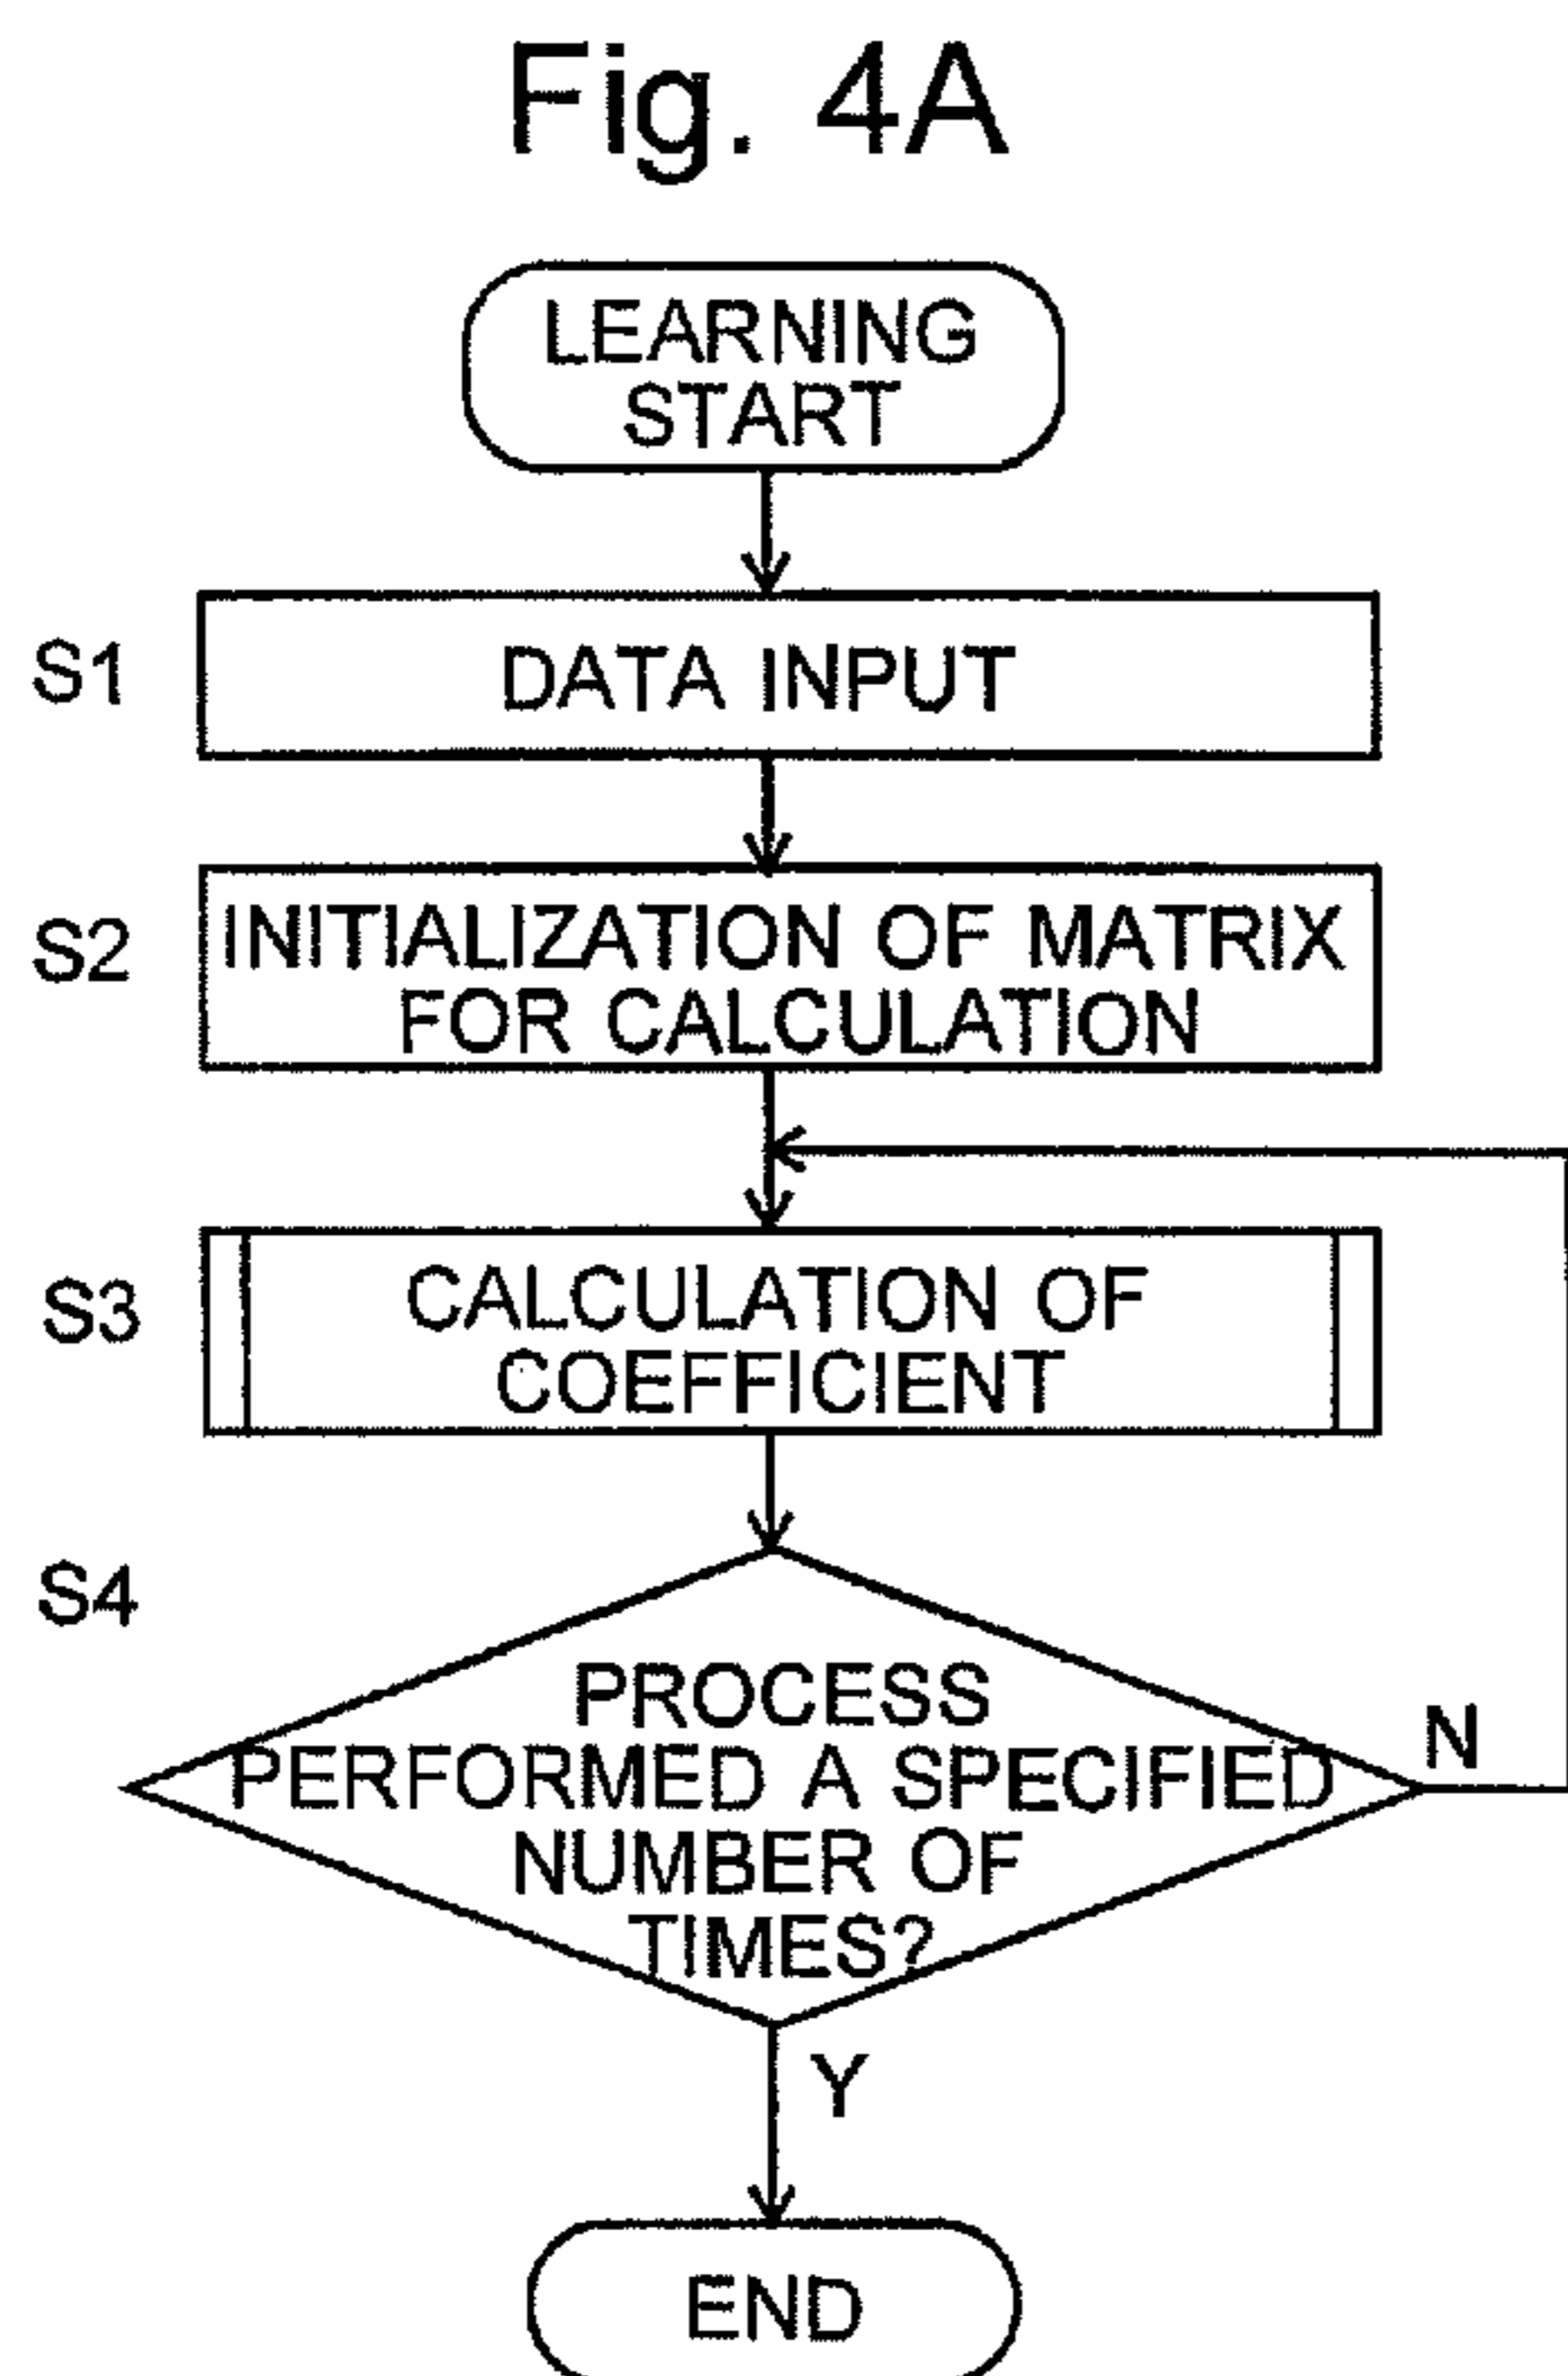 Fig. 4A
LEARNING
START
S1
DATA INPUT
S2
INITIALIZATION OF MATRIX
FOR CALCULATION
S3
CALCULATION OF
COEFFICIENT
S4
PROCESS
PERFORMED A SPECIFIED
NUMBER OF
TIMES?
N
Y
END